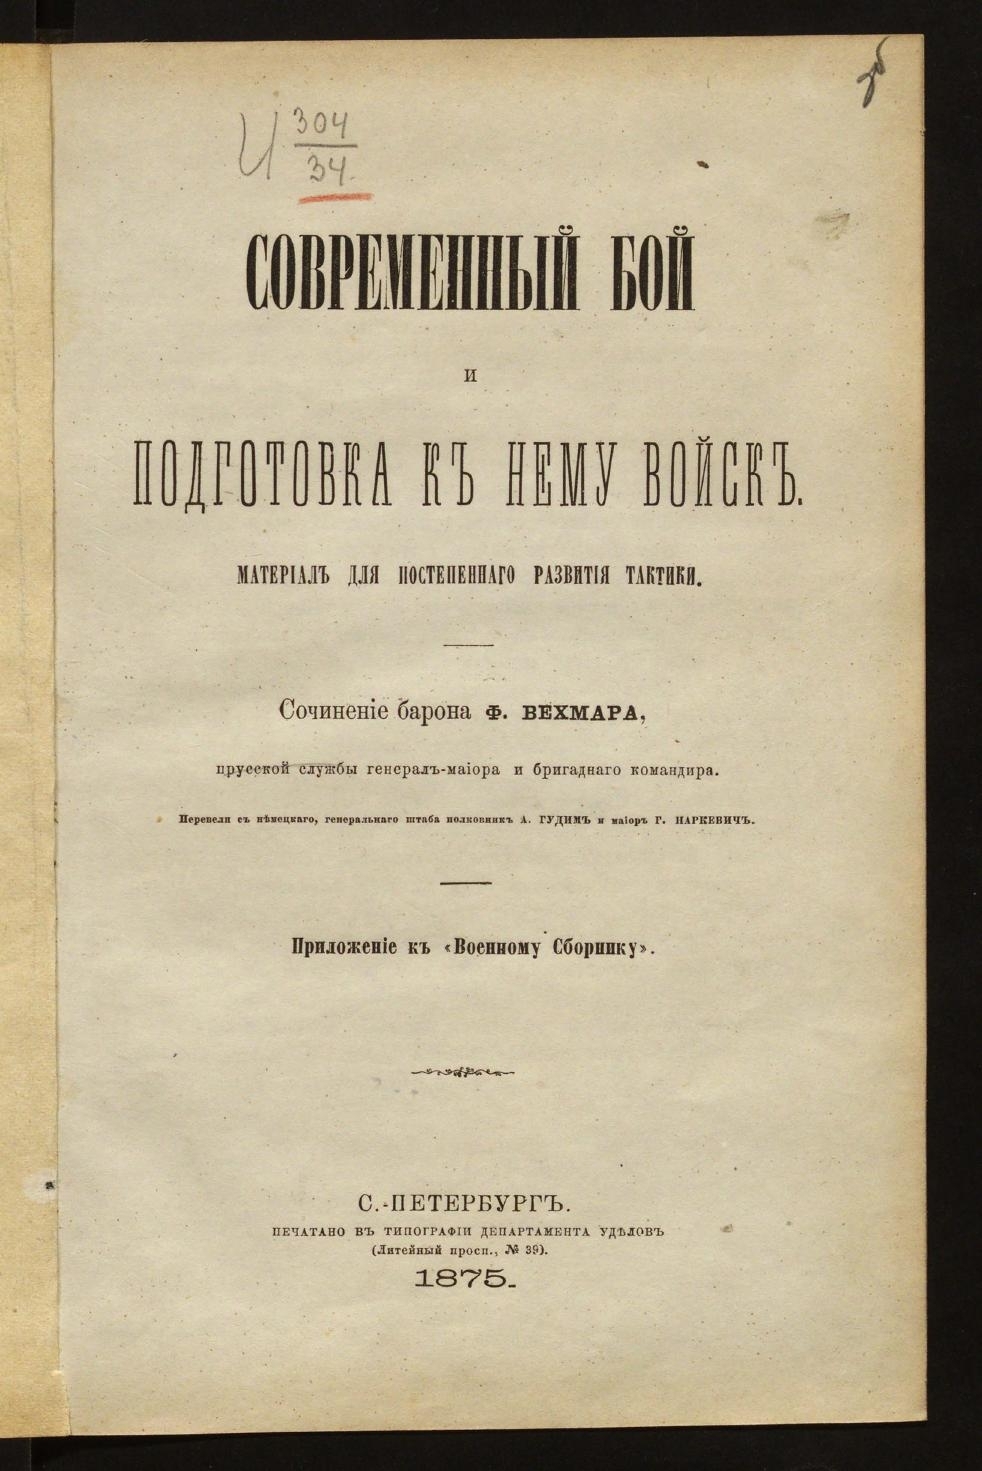 И 304
34.
СОВРЕМЕННЫЙ БОЙ
и
ПОДГОТОВКА КЪ НЕМУ ВОЙСКЪ.
МАТЕРІАЛЪ ДЛЯ ПОСТЕПЕННАГО РАЗВИТІЯ ТАКТИКИ.
Сочиненіе барона Ф. ВЕХМАРА,
прусской службы генералъ-маіора и бригаднаго командира.
Перевели съ нѣмецкаго, генеральнаго штаба полковникъ А. ГУДИМЪ и маіоръ Г. ПАРКЕВИЧЪ.
Приложеніе къ «Военному Сборнику».
С.-ПЕТЕРБУРГЪ.
ПЕЧАТАНО ВЪ ТИПОГРАФІИ ДЕПАРТАМЕНТА УДѢЛОВЪ
(Литейный просп., № 39).
1875.